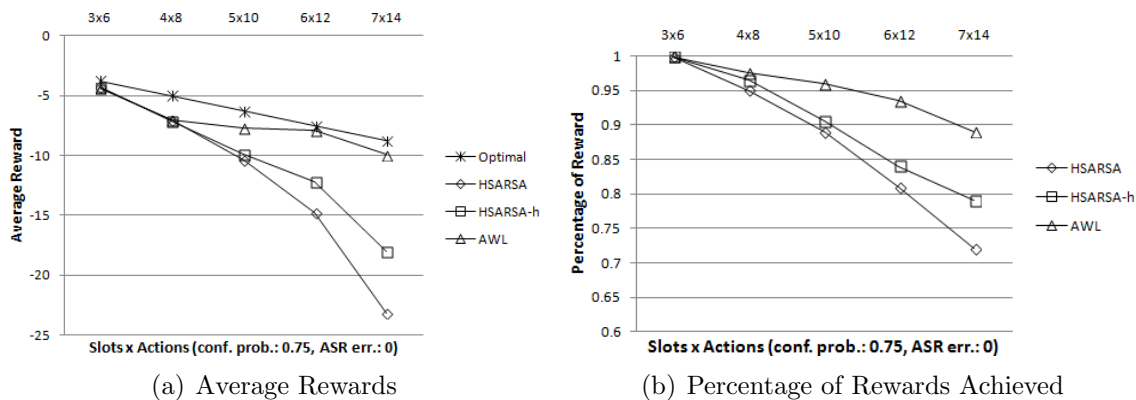 3x6 4x8 5x10 6x12 7x14
0
-5
-10
-15
-20
-25
Average Reward
Optimal
HSARSA
HSARSA-h
AWL
Slots x Actions (conf. prob.: 0.75, ASR err.: 0)
(a) Average Rewards
3x6 4x8 5x10 6x12 7x14
1
0.95
0.9
0.85
0.8
0.75
0.7
0.65
0.6
Percentage of Reward
HSARSA
HSARSA-h
AWL
Slots x Actions (conf. prob.: 0.75, ASR err.: 0)
(b) Percentage of Rewards Achieved